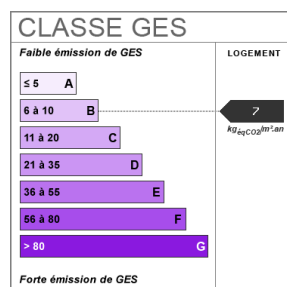 CLASSE GES
Faible émission de GES
LOGEMENT
≤ 5 A
6 à 10 B
7
kgéqCO2/m².an
11 à 20 C
21 à 35 D
36 à 55 E
56 à 80 F
> 80 G
Forte émission de GES